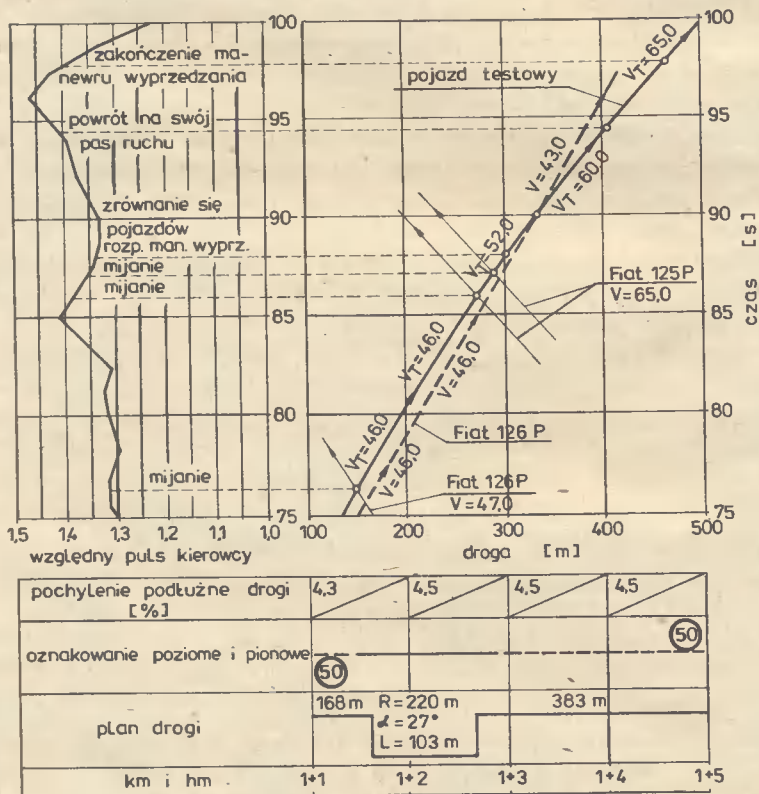 100
zakończenie ma-
newru wyprzedzania
95
powrót na swój
pas ruchu
zrównanie się
90
pojazdów
rozp. man. wyprz.
mijanie
mijanie
85
80
mijanie
75
1,5 1,4 1,3 1,2 1,1 1,0
względny puls kierowcy
100
95
90
85
80
75
czas [s]
pojazd testowy
VT=65,0
V=43,0
VT=60,0
VT=52,0
Fiat 125P
V=65,0
VT=46,0
V=46,0
VT=46,0
V=46,0
Fiat 126 P
Fiat 126P
V=47,0
100 200 300 400 500
droga [m]
pochylenie podłużne drogi
[%]
4,3 4,5 4,5 4,5
oznakowanie poziome i pionowe
50
50
plan drogi
168 m R=220 m 383 m
α=27°
L=103 m
km i hm
1+1 1+2 1+3 1+4 1+5